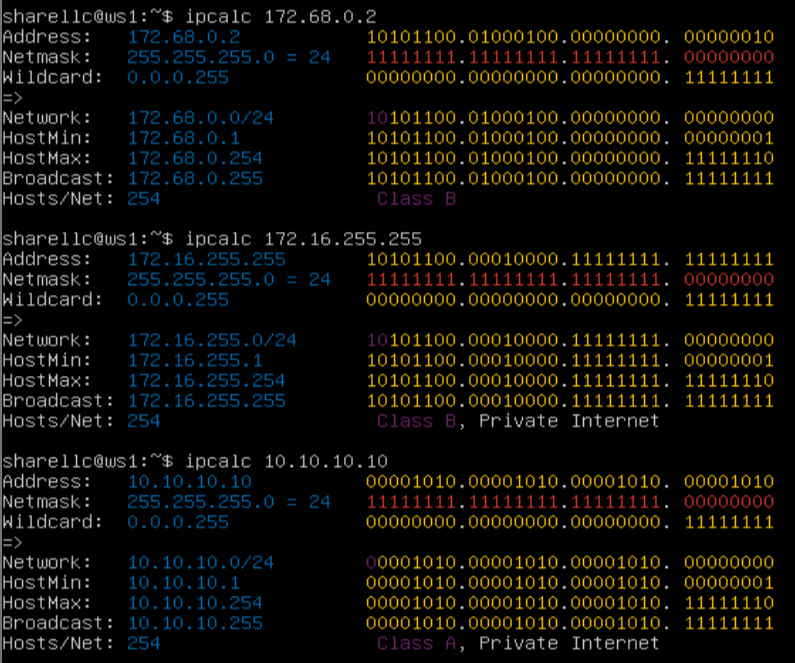 sharellc@ws1:~$ ipcalc 172.68.0.2
Address: 172.68.0.2 10101100.01000100.00000000. 00000010
Netmask: 255.255.255.0 = 24 11111111.11111111.11111111. 00000000
Wildcard: 0.0.0.255 00000000.00000000.00000000. 11111111
=>
Network: 172.68.0.0/24 10101100.01000100.00000000. 00000000
HostMin: 172.68.0.1 10101100.01000100.00000000. 00000001
HostMax: 172.68.0.254 10101100.01000100.00000000. 11111110
Broadcast: 172.68.0.255 10101100.01000100.00000000. 11111111
Hosts/Net: 254 Class B
sharellc@ws1:~$ ipcalc 172.16.255.255
Address: 172.16.255.255 10101100.00010000.11111111. 11111111
Netmask: 255.255.255.0 = 24 11111111.11111111.11111111. 00000000
Wildcard: 0.0.0.255 00000000.00000000.00000000. 11111111
=>
Network: 172.16.255.0/24 10101100.00010000.11111111. 00000000
HostMin: 172.16.255.1 10101100.00010000.11111111. 00000001
HostMax: 172.16.255.254 10101100.00010000.11111111. 11111110
Broadcast: 172.16.255.255 10101100.00010000.11111111. 11111111
Hosts/Net: 254 Class B, Private Internet
sharellc@ws1:~$ ipcalc 10.10.10.10
Address: 10.10.10.10 00001010.00001010.00001010. 00001010
Netmask: 255.255.255.0 = 24 11111111.11111111.11111111. 00000000
Wildcard: 0.0.0.255 00000000.00000000.00000000. 11111111
=>
Network: 10.10.10.0/24 00001010.00001010.00001010. 00000000
HostMin: 10.10.10.1 00001010.00001010.00001010. 00000001
HostMax: 10.10.10.254 00001010.00001010.00001010. 11111110
Broadcast: 10.10.10.255 00001010.00001010.00001010. 11111111
Hosts/Net: 254 Class A, Private Internet